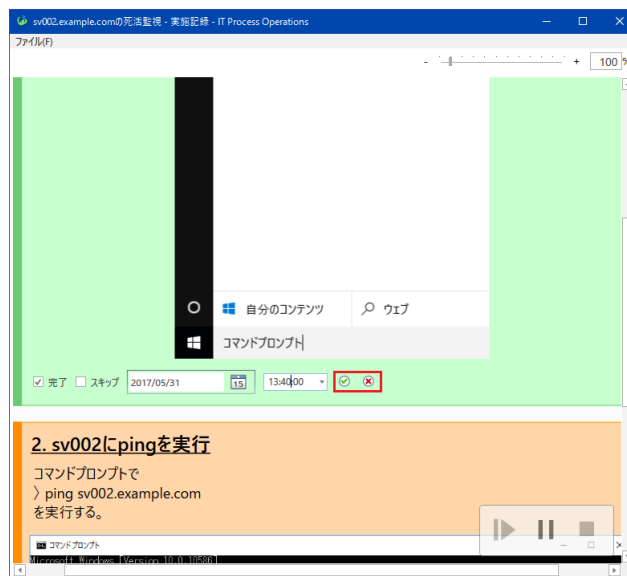 sv002.example.comの死活監視 - 実施記録 - IT Process Operations
ファイル(F)
- + 100 %
自分のコンテンツ ウェブ
コマンドプロンプト
完了 スキップ 2017/05/31 15 13:40:00
2. sv002にpingを実行
コマンドプロンプトで
〉ping sv002.example.com
を実行する。
コマンド プロンプト
Microsoft Windows [Version 10.0.10586]